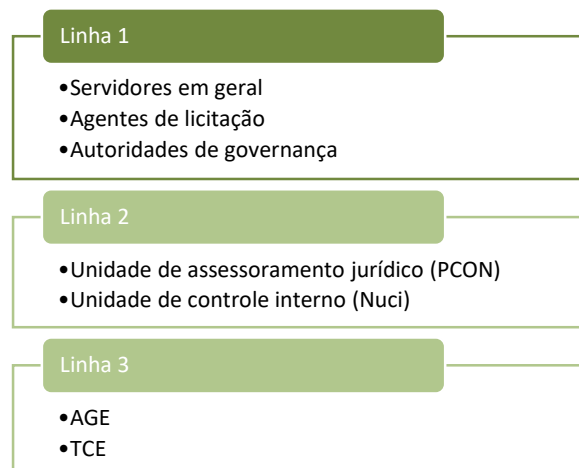 Linha 1
•Servidores em geral
•Agentes de licitação
•Autoridades de governança
Linha 2
•Unidade de assessoramento jurídico (PCON)
•Unidade de controle interno (Nuci)
Linha 3
•AGE
•TCE